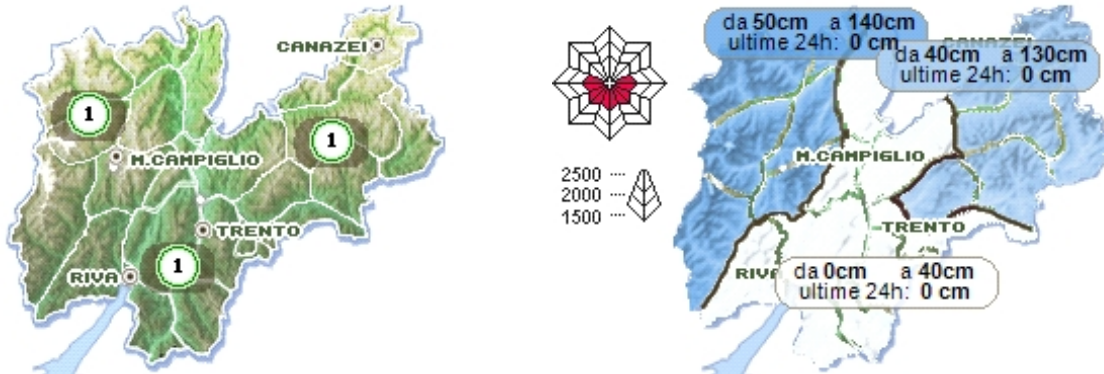 CANAZEI
1
1
M.CAMPIGLIO
TRENTO
1
RIVA
2500
2000
1500
da 50cm a 140cm
ultime 24h: 0 cm
da 40cm a 130cm
ultime 24h: 0 cm
M.CAMPIGLIO
TRENTO
RIVA
da 0cm a 40cm
ultime 24h: 0 cm